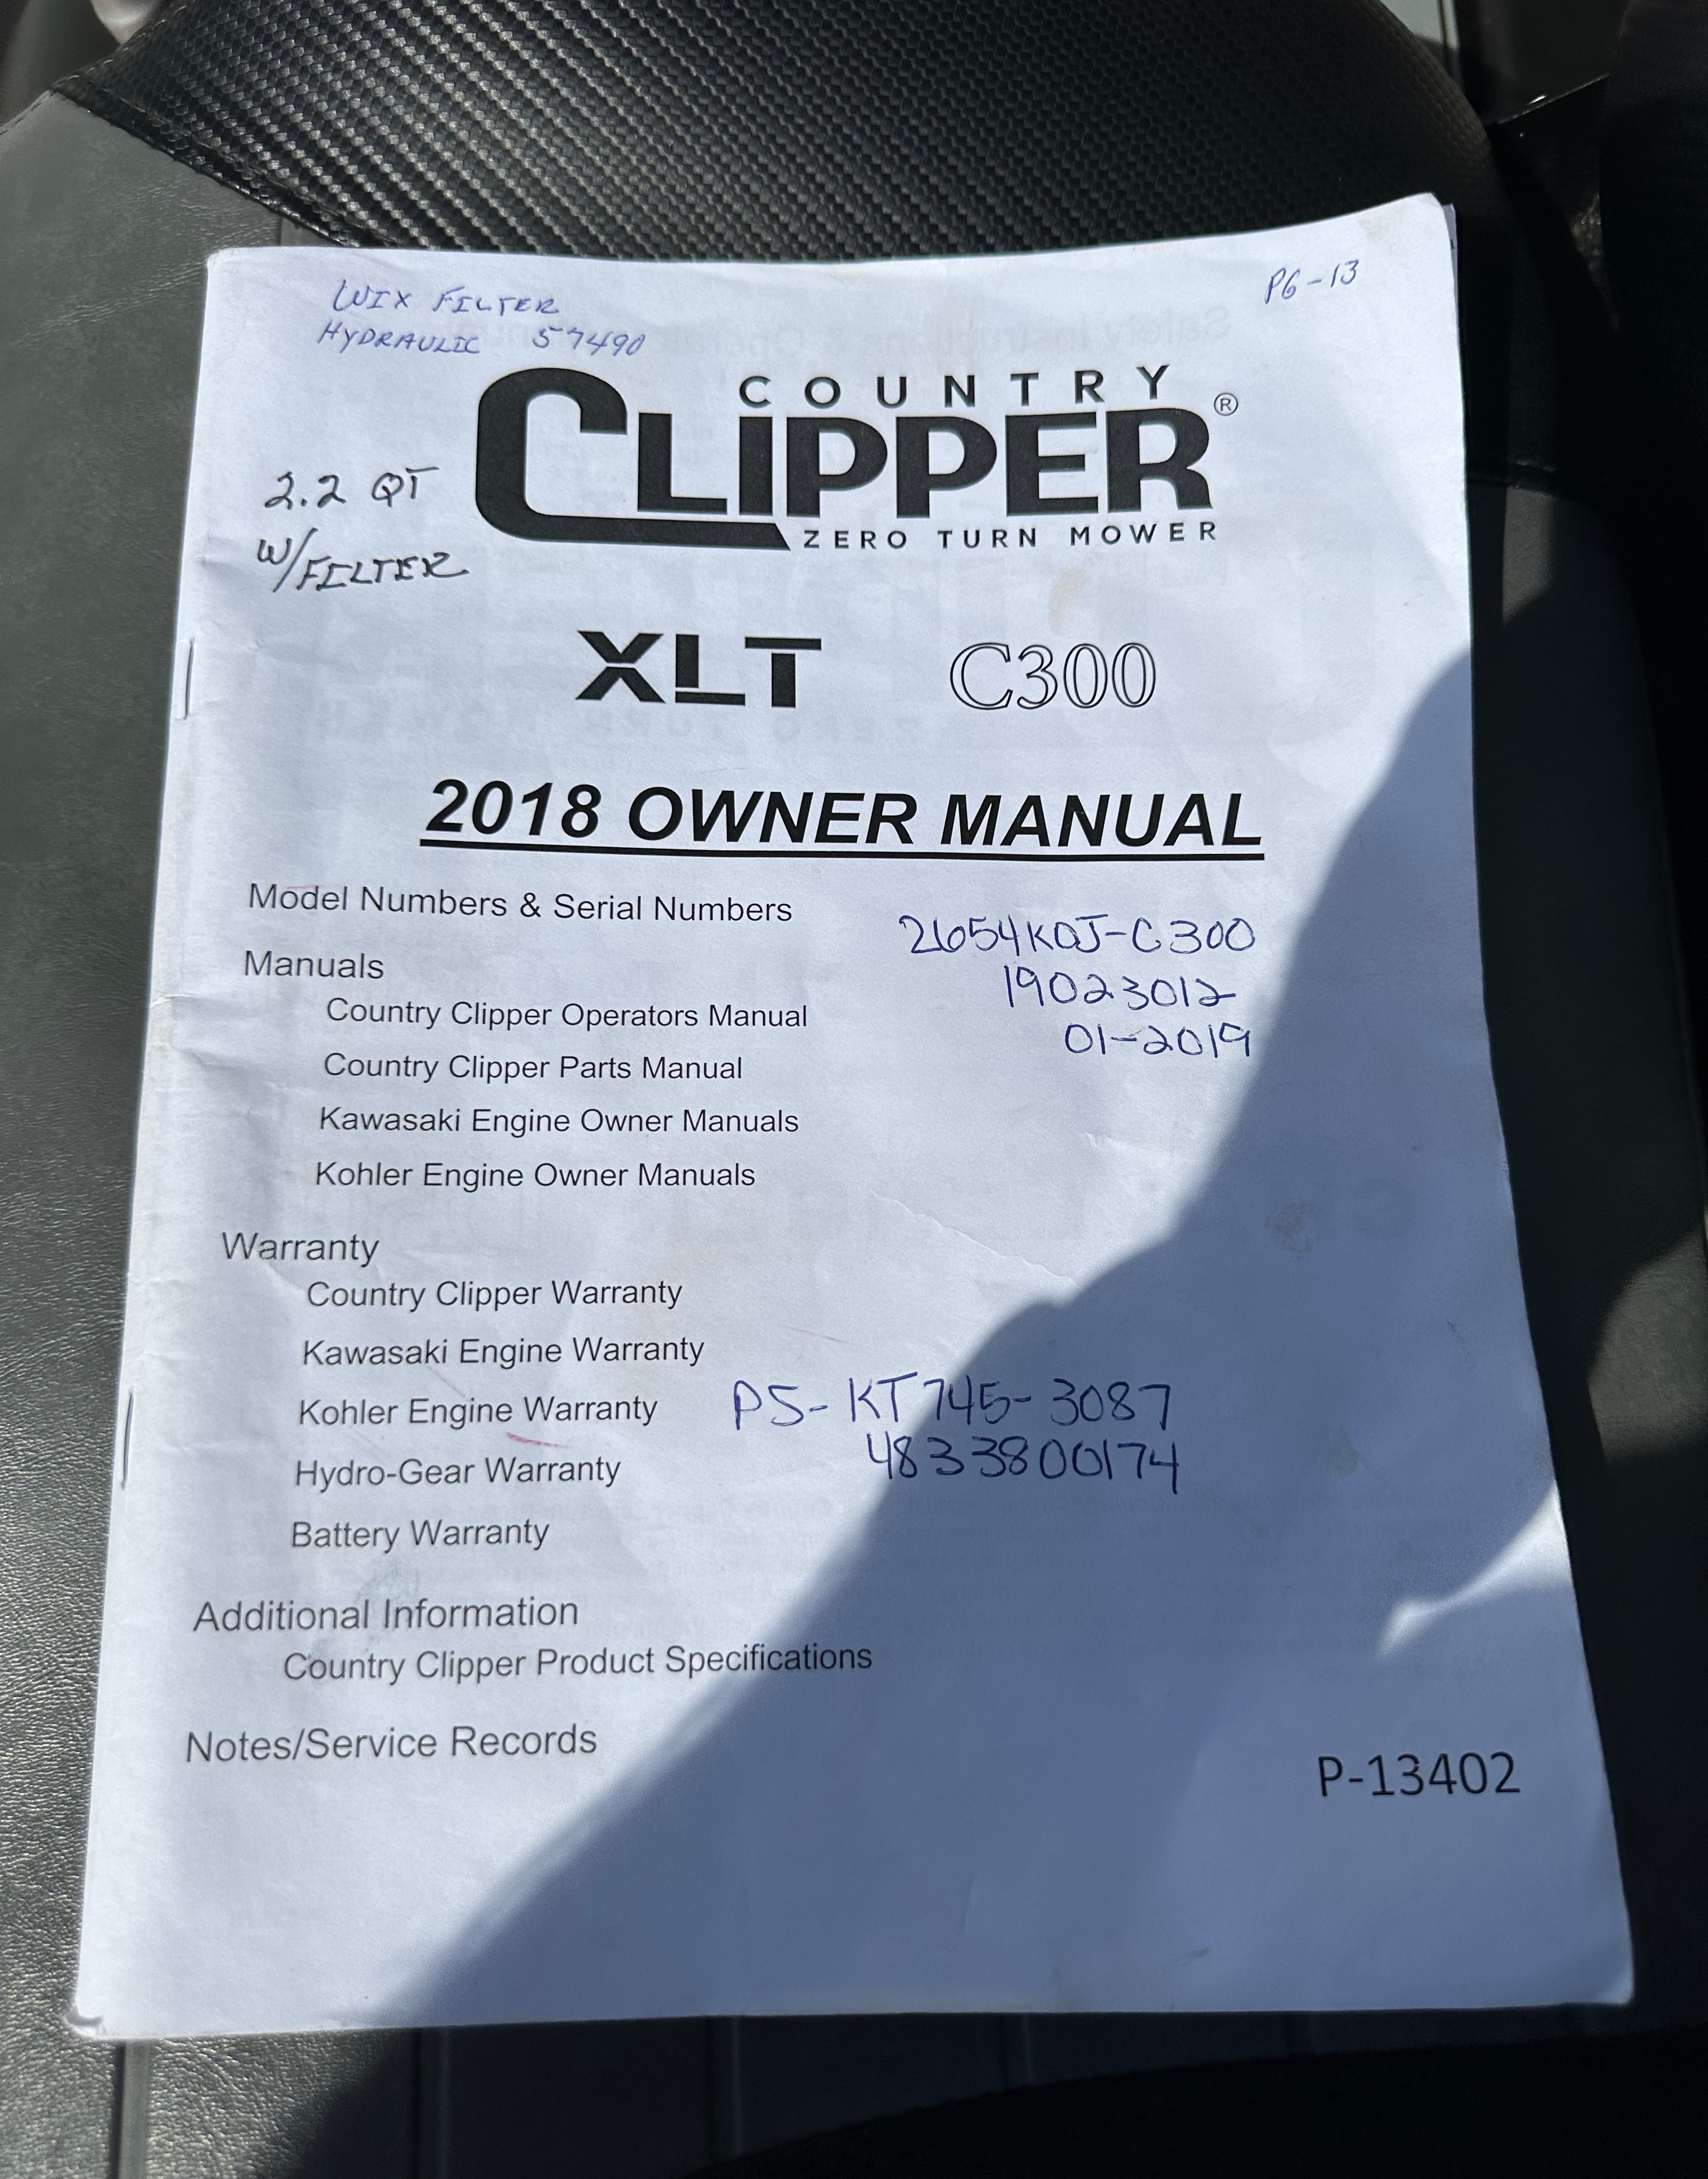 WIX FILTER
HYDRAULIC 57490
PG-13
2.2 QT
W/FILTER
COUNTRY
CLIPPER®
ZERO TURN MOWER
XLT C300
2018 OWNER MANUAL
Model Numbers & Serial Numbers
2654KOJ-C300
Manuals
19023012
Country Clipper Operators Manual
01-2019
Country Clipper Parts Manual
Kawasaki Engine Owner Manuals
Kohler Engine Owner Manuals
Warranty
Country Clipper Warranty
Kawasaki Engine Warranty
Kohler Engine Warranty PS-KT745-3087
Hydro-Gear Warranty 4833800174
Battery Warranty
Additional Information
Country Clipper Product Specifications
Notes/Service Records
P-13402